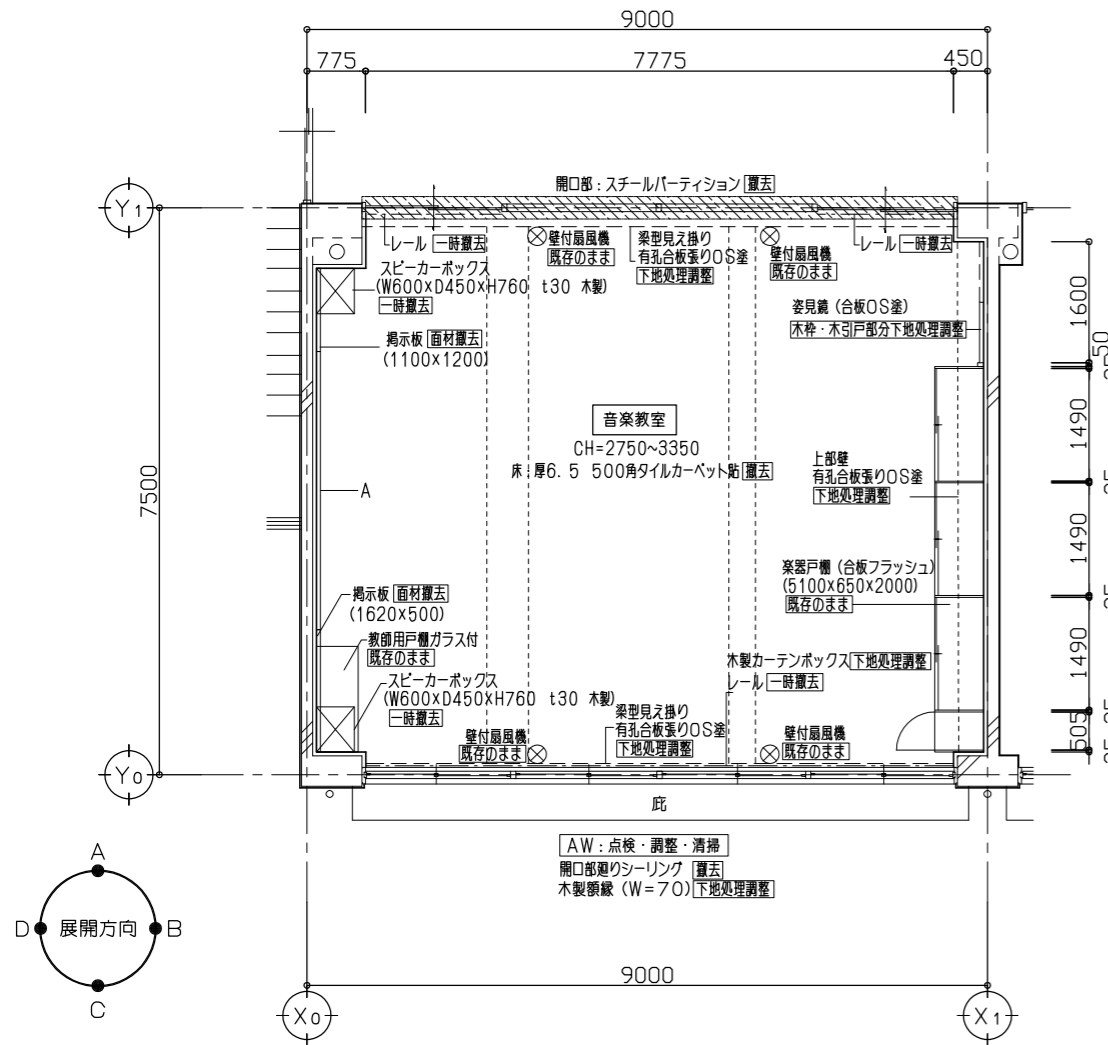 9000
775
7775
450
開口部：スチールパーティション 撤去
Y1
レール 一時撤去
壁付扇風機
既存のまま
梁型見え掛り
有孔合板張りOS塗
下地処理調整
壁付扇風機
既存のまま
レール 一時撤去
スピーカーボックス
(W600×D450×H760 t30 木製)
一時撤去
姿見鏡（合板OS塗）
木枠・木引戸部分下地処理調整
掲示板 面材撤去
(1100×1200)
1600
50
音楽教室
CH=2750~3350
床：厚6.5 500角タイルカーペット貼 撤去
1490
上部壁
有孔合板張りOS塗
下地処理調整
7500
A
1490
楽器戸棚（合板フラッシュ）
(5100×650×2000)
既存のまま
掲示板 面材撤去
(1620×500)
教師用戸棚ガラス付
既存のまま
1490
木製カーテンボックス 下地処理調整
レール 一時撤去
スピーカーボックス
(W600×D450×H760 t30 木製)
一時撤去
梁型見え掛り
有孔合板張りOS塗
下地処理調整
壁付扇風機
既存のまま
壁付扇風機
既存のまま
505
Y0
庇
AW：点検・調整・清掃
開口部廻りシーリング 撤去
木製額縁（W=70）下地処理調整
A
D
展開方向
B
C
9000
X0
X1